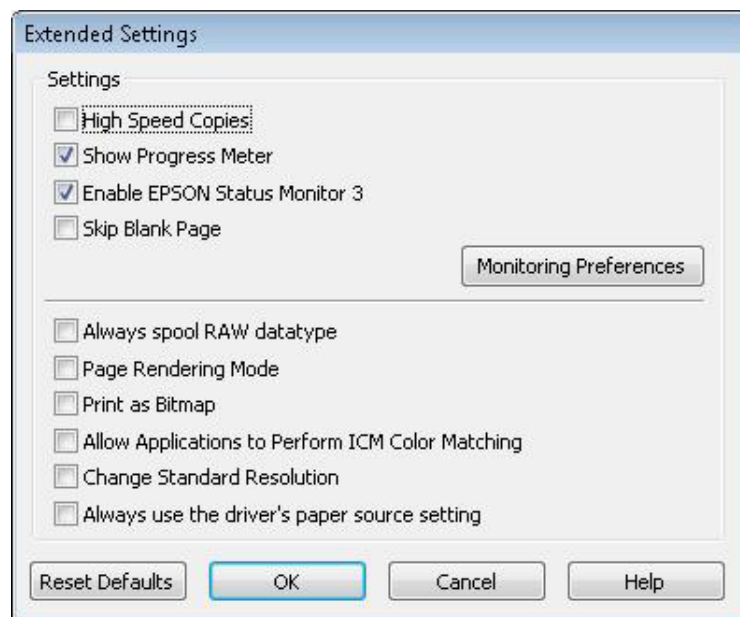 Extended Settings
Settings
High Speed Copies
Show Progress Meter
Enable EPSON Status Monitor 3
Skip Blank Page
Monitoring Preferences
Always spool RAW datatype
Page Rendering Mode
Print as Bitmap
Allow Applications to Perform ICM Color Matching
Change Standard Resolution
Always use the driver's paper source setting
Reset Defaults OK Cancel Help